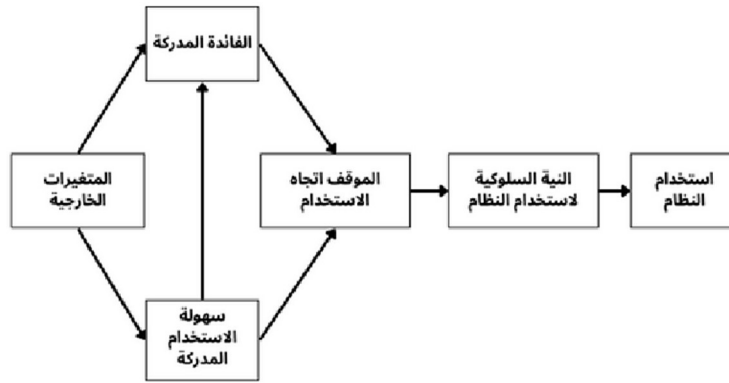 الفائدة المدركة
المتغيرات
الخارجية
الموقف اتجاه
الاستخدام
النية السلوكية
لاستخدام النظام
استخدام
النظام
سهولة
الاستخدام
المدركة